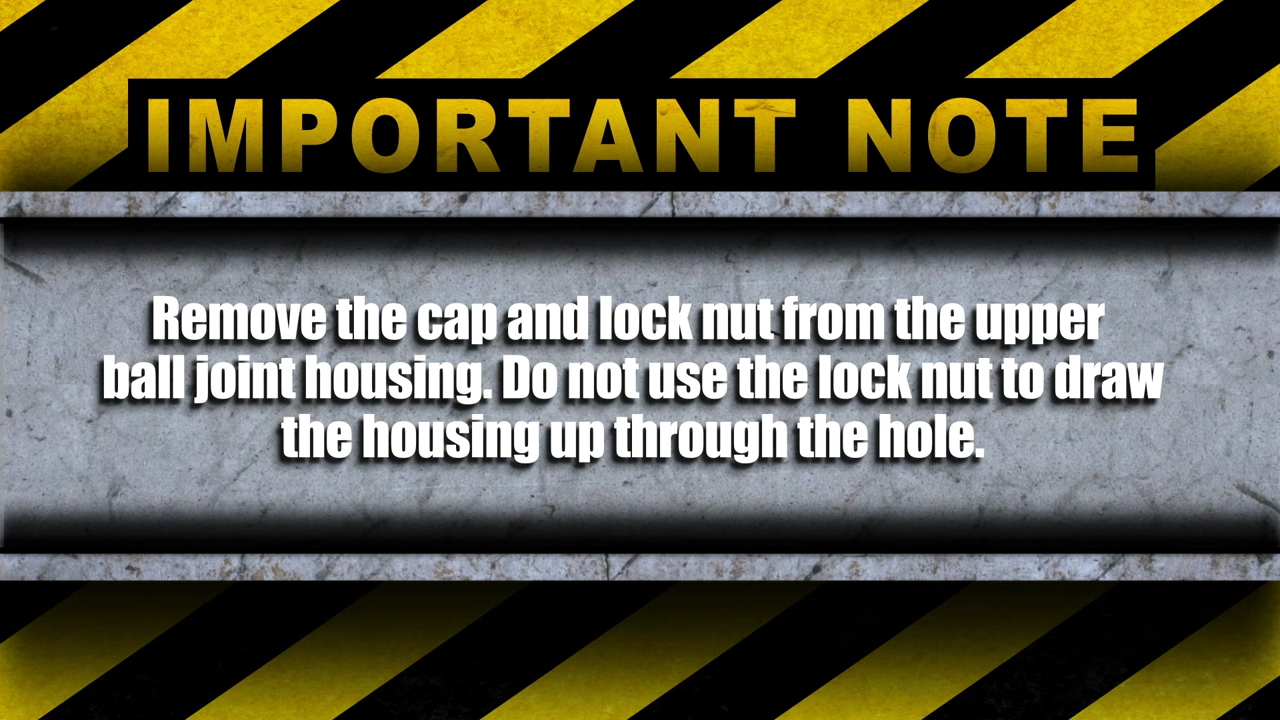 IMPORTANT NOTE
Remove the cap and lock nut from the upper
ball joint housing. Do not use the lock nut to draw
the housing up through the hole.